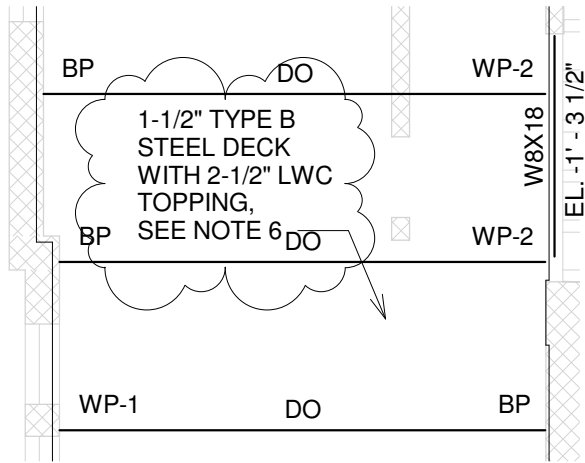 BP DO WP-2
1-1/2" TYPE B
STEEL DECK
WITH 2-1/2" LWC
TOPPING,
SEE NOTE 6
W8X18
EL. -1' - 3 1/2"
BP DO WP-2
WP-1 DO BP